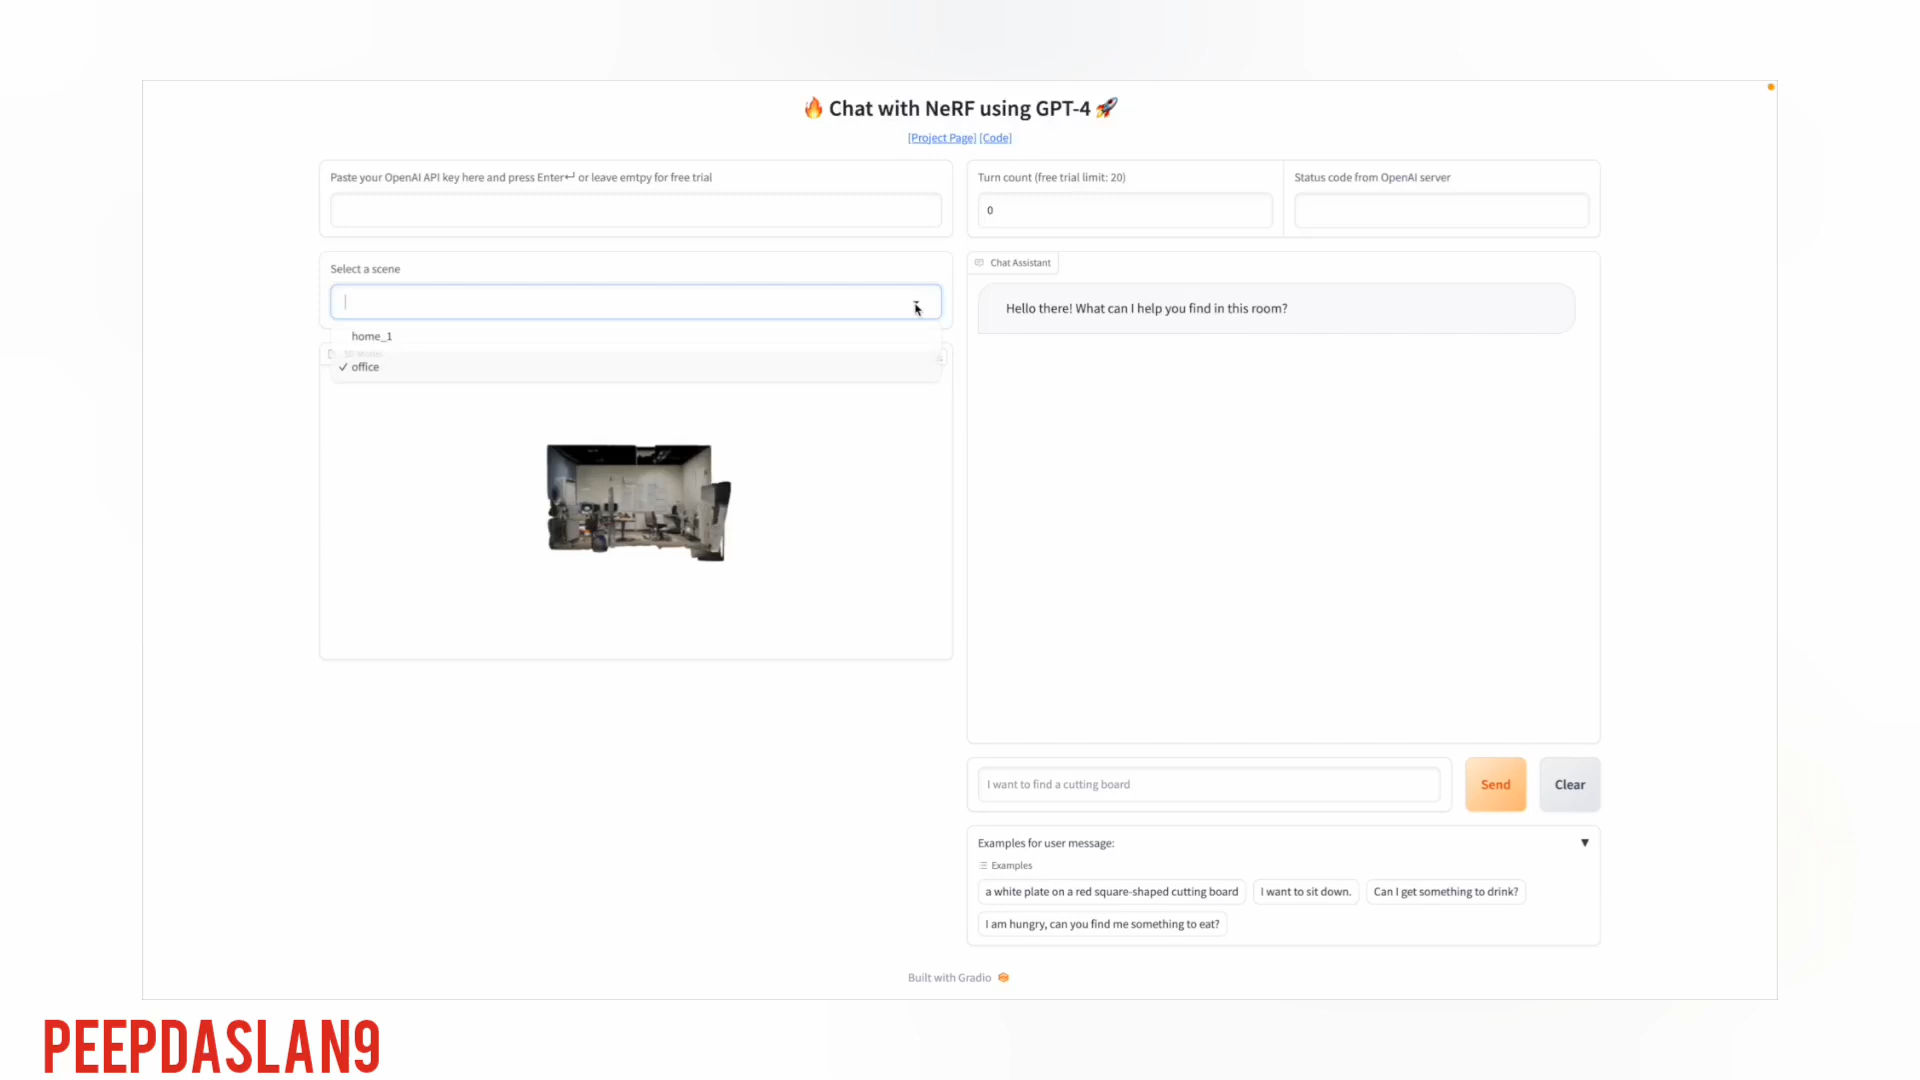 🔥 Chat with NeRF using GPT-4 🚀
[Project Page] [Code]
Paste your OpenAI API key here and press Enter↵ or leave emtpy for free trial
Turn count (free trial limit: 20)
0
Status code from OpenAI server
Select a scene
home_1
3D Model
✓ office
Chat Assistant
Hello there! What can I help you find in this room?
I want to find a cutting board
Send
Clear
Examples for user message:
Examples
a white plate on a red square-shaped cutting board
I want to sit down.
Can I get something to drink?
I am hungry, can you find me something to eat?
Built with Gradio
PEEPDASLAN9